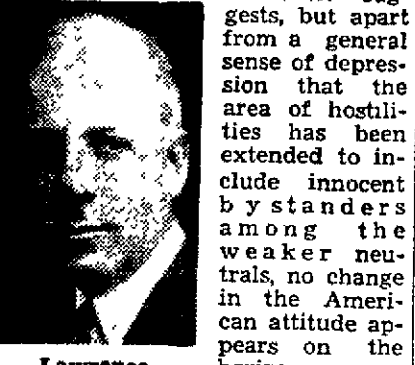 gests, but apart
from a general
sense of depres-
sion that the
area of hostili-
ties has been
extended to in-
clude innocent
bystanders
among the
weaker neu-
trals, no change
in the Ameri-
can attitude ap-
pears on the
Lawrence